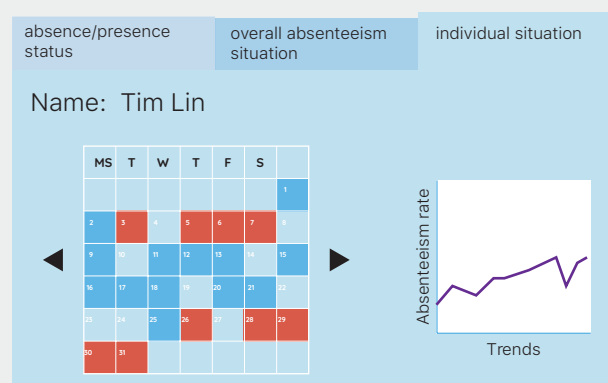 absence/presence
status
overall absenteeism
situation
individual situation
Name: Tim Lin
MS T W T F S
1
2 3 4 5 6 7 8
9 10 11 12 13 14 15
16 17 18 19 20 21 22
23 24 25 26 27 28 29
30 31
Absenteeism rate
Trends